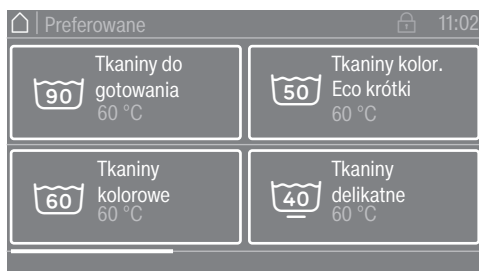 Preferowane 11:02
90 Tkaniny do
gotowania
60 °C
50 Tkaniny kolor.
Eco krótki
60 °C
60 Tkaniny
kolorowe
60 °C
40 Tkaniny
delikatne
60 °C